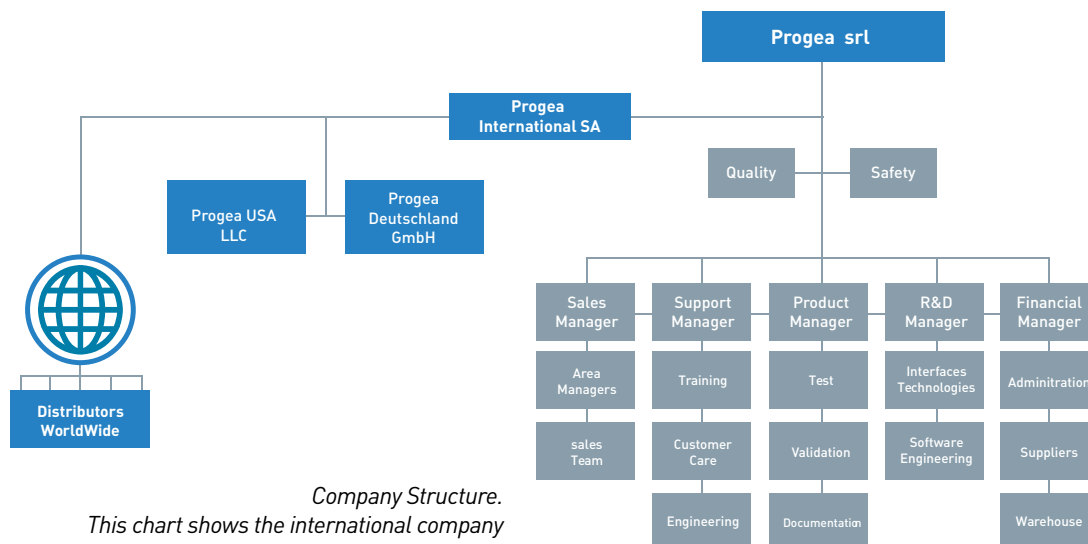 Progea srl
Progea
International SA
Quality
Safety
Progea USA
LLC
Progea
Deutschland
GmbH
Sales
Manager
Support
Manager
Product
Manager
R&D
Manager
Financial
Manager
Area
Managers
Training
Test
Interfaces
Technologies
Adminitration
Distributors
WorldWide
sales
Team
Customer
Care
Validation
Software
Engineering
Suppliers
Engineering
Documentation
Warehouse
Company Structure.
This chart shows the international company